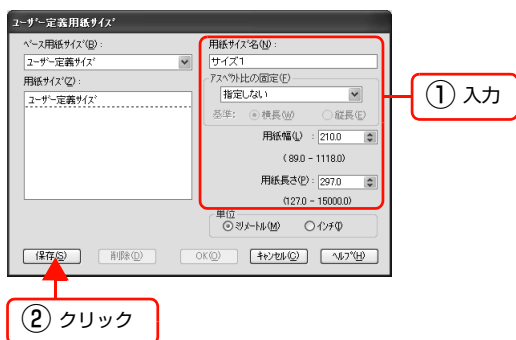 ユーザー定義用紙サイズ
ベース用紙サイズ(B):
ユーザー定義サイズ
用紙サイズ(Z):
ユーザー定義サイズ
用紙サイズ名(N):
サイズ1
アスペクト比の固定(F)
指定しない
基準: 横長(W) 縦長(E)
用紙幅(L) : 210.0
(89.0 - 1118.0)
用紙長さ(P): 297.0
(127.0 - 15000.0)
単位
ミリメートル(M) インチ(I)
保存(S) 削除(D) OK(O) キャンセル(C) ヘルプ(H)
① 入力
② クリック